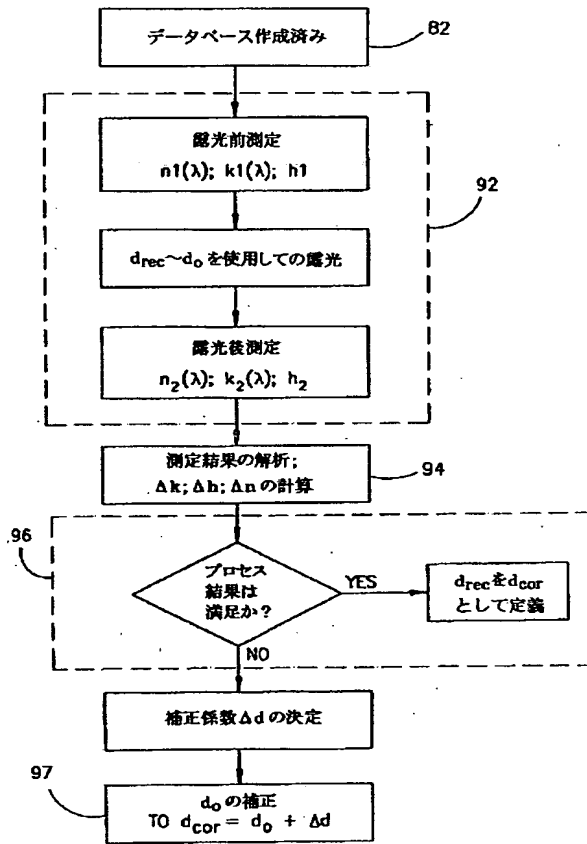 データベース作成済み
82
露光前測定
n1(λ); k1(λ); h1
92
drec~do を使用しての露光
露光後測定
n2(λ); k2(λ); h2
測定結果の解析;
Δk; Δh; Δnの計算
94
96
プロセス
結果は
満足か?
YES
drecをdcor
として定義
NO
補正係数Δdの決定
97
doの補正
TO dcor = do + Δd